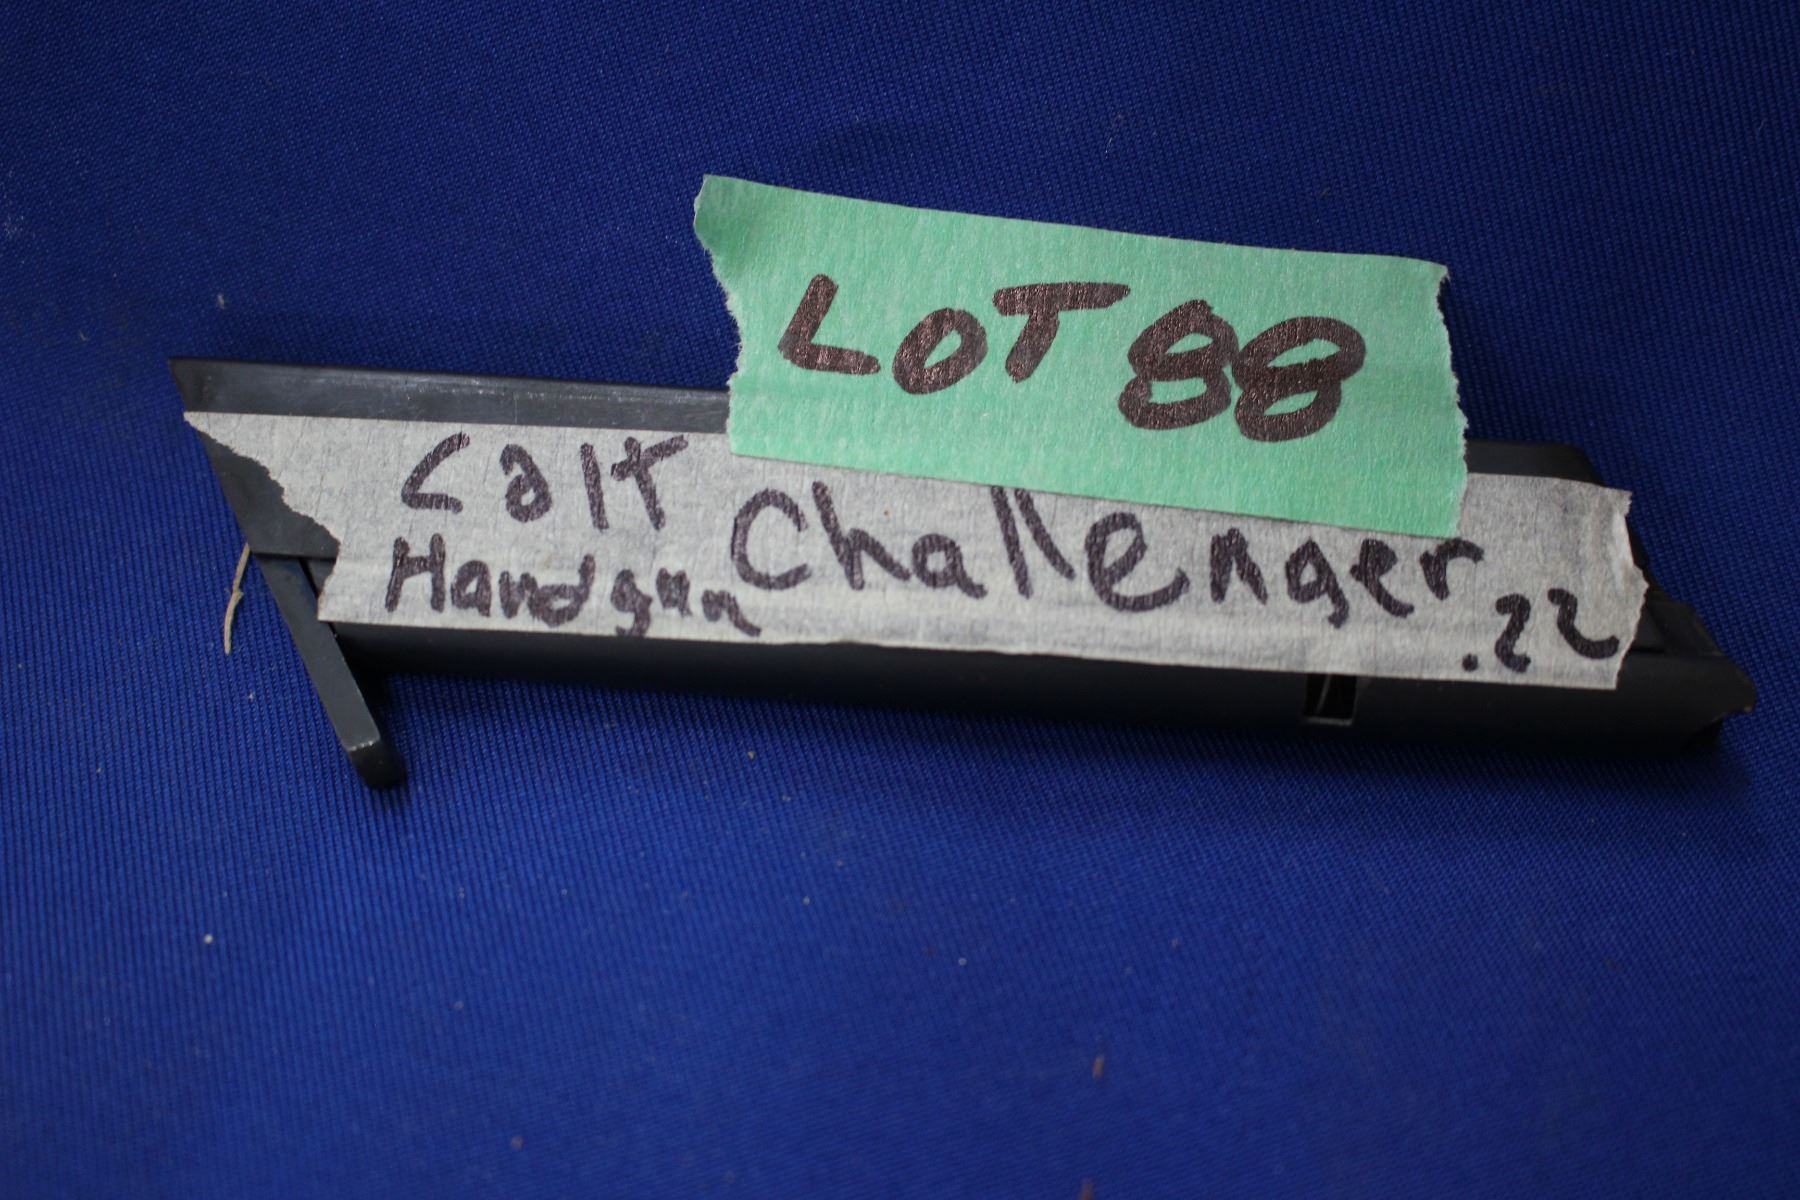 LOT 88
Colt
Handgun Challenger .22